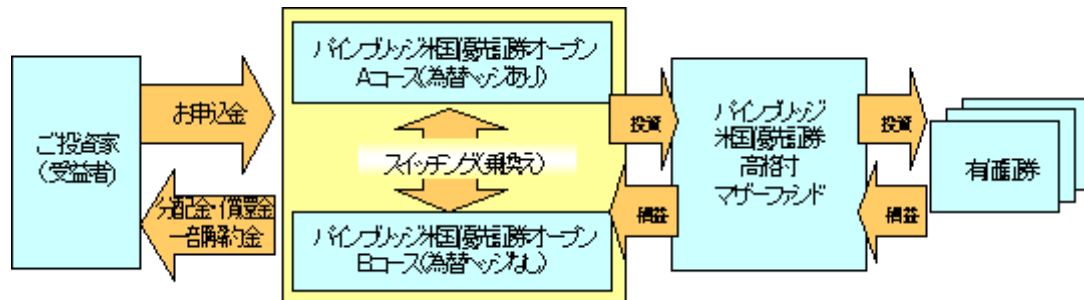 ご投資家
(受益者)
お申込金
分配金・償還金
一部解約金
パインブリッジ米国優先証券オープン
Aコース(為替ヘッジあり)
スイッチング(乗換え)
パインブリッジ米国優先証券オープン
Bコース(為替ヘッジなし)
投資
損益
パインブリッジ
米国優先証券
高格付
マザーファンド
投資
損益
有価証券